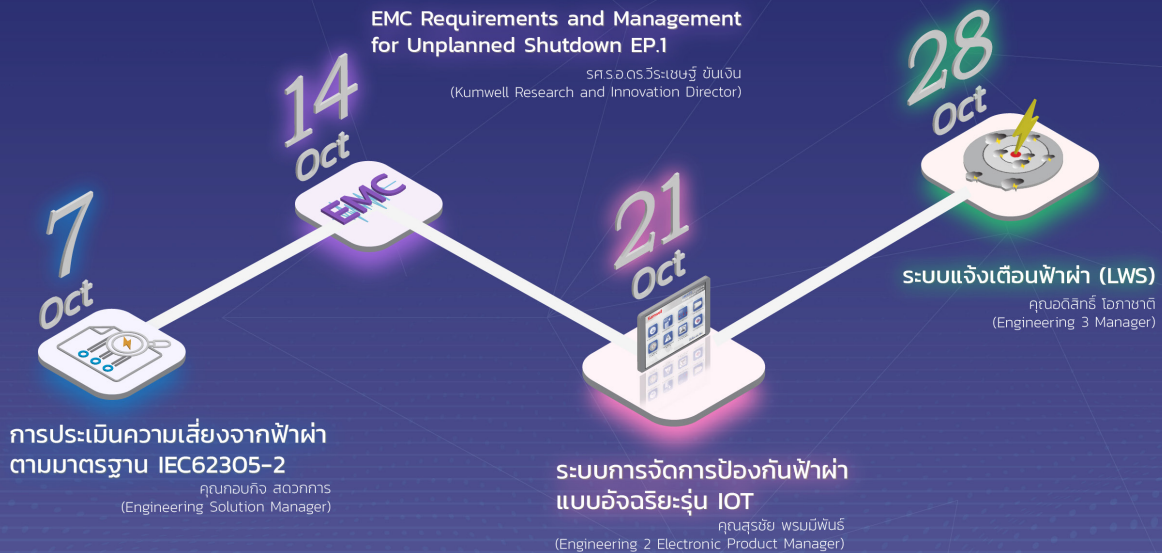 7
Oct
การประเมินความเสี่ยงจากฟ้าผ่า
ตามมาตรฐาน IEC62305-2
คุณกอบกิจ สดวกการ
(Engineering Solution Manager)
14
Oct
EMC
EMC Requirements and Management
for Unplanned Shutdown EP.1
รศ.ร.อ.ดร.วีระเชษฐ์ ขันเงิน
(Kumwell Research and Innovation Director)
21
Oct
ระบบการจัดการป้องกันฟ้าผ่า
แบบอัจฉริยะรุ่น IOT
คุณสุรชัย พรมมีพันธ์
(Engineering 2 Electronic Product Manager)
28
Oct
ระบบแจ้งเตือนฟ้าผ่า (LWS)
คุณอดิสิทธิ์ โอภาชาติ
(Engineering 3 Manager)